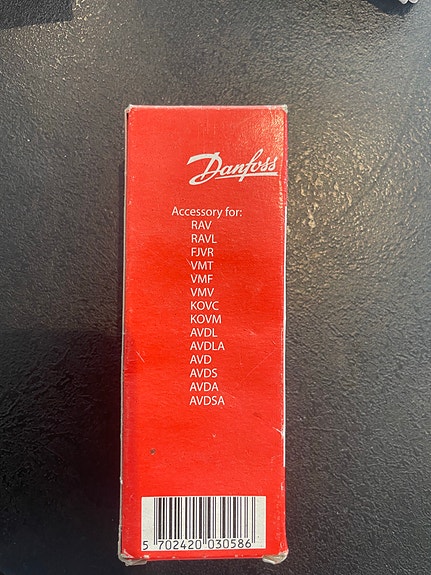 Danfoss
Accessory for:
RAV
RAVL
FJVR
VMT
VMF
VMV
KOVC
KOVM
AVDL
AVDLA
AVD
AVDS
AVDA
AVDSA
5 702420 030586